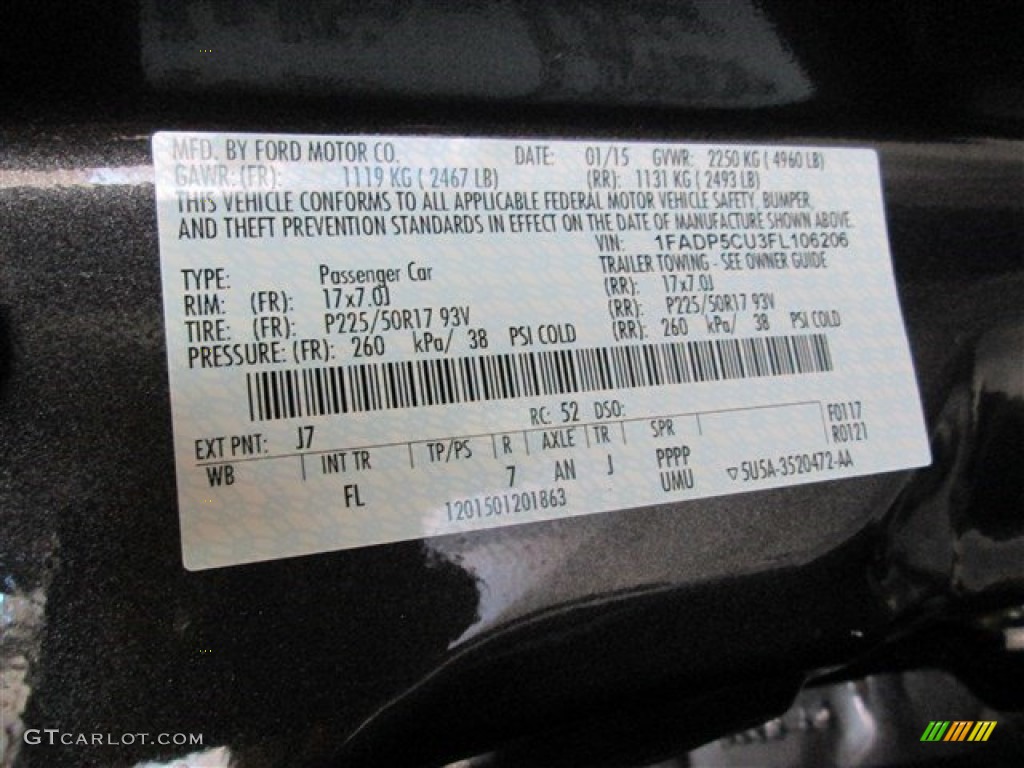 MFD. BY FORD MOTOR CO. DATE: 01/15 GVWR: 2250 KG ( 4960 LB)
GAWR: (FR): 1119 KG ( 2467 LB) (RR): 1131 KG ( 2493 LB)
THIS VEHICLE CONFORMS TO ALL APPLICABLE FEDERAL MOTOR VEHICLE SAFETY, BUMPER,
AND THEFT PREVENTION STANDARDS IN EFFECT ON THE DATE OF MANUFACTURE SHOWN ABOVE.
VIN: 1FADP5CU3FL106206
TYPE: Passenger Car TRAILER TOWING - SEE OWNER GUIDE
RIM: (FR): 17x7.0J (RR): 17x7.0J
TIRE: (FR): P225/50R17 93V (RR): P225/50R17 93V
PRESSURE: (FR): 260 kPa/ 38 PSI COLD (RR): 260 kPa/ 38 PSI COLD
EXT PNT: J7 RC: 52 DSO: F0117
R0121
WB INT TR TP/PS R AXLE TR SPR
FL 7 AN J PPPP
UMU ▽5U5A-3520472-AA
1201501201863
GTCARLOT.COM